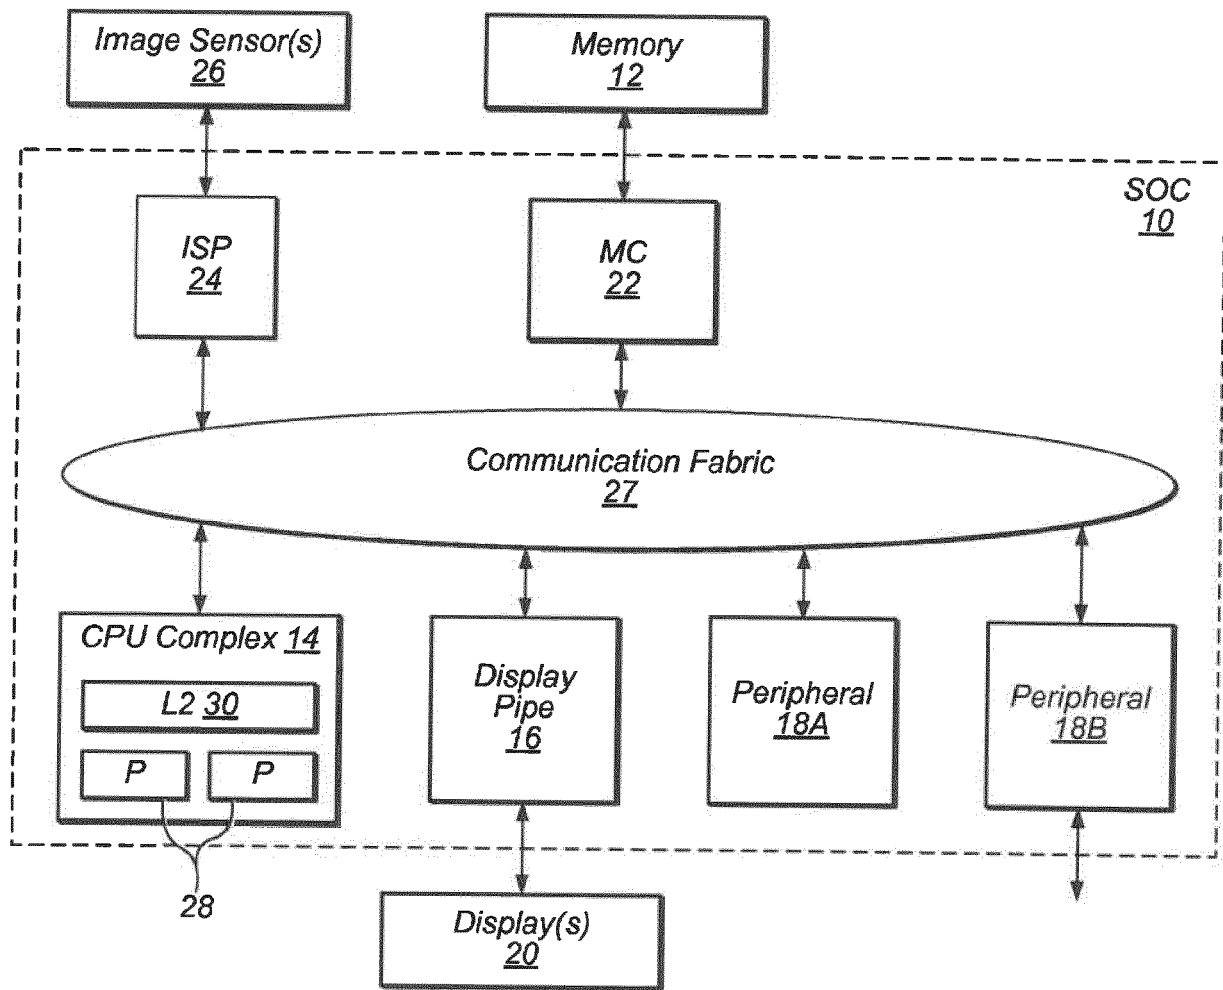 Image Sensor(s)
26
Memory
12
SOC
10
ISP
24
MC
22
Communication Fabric
27
CPU Complex 14
L2 30
P
P
28
Display
Pipe
16
Peripheral
18A
Peripheral
18B
Display(s)
20